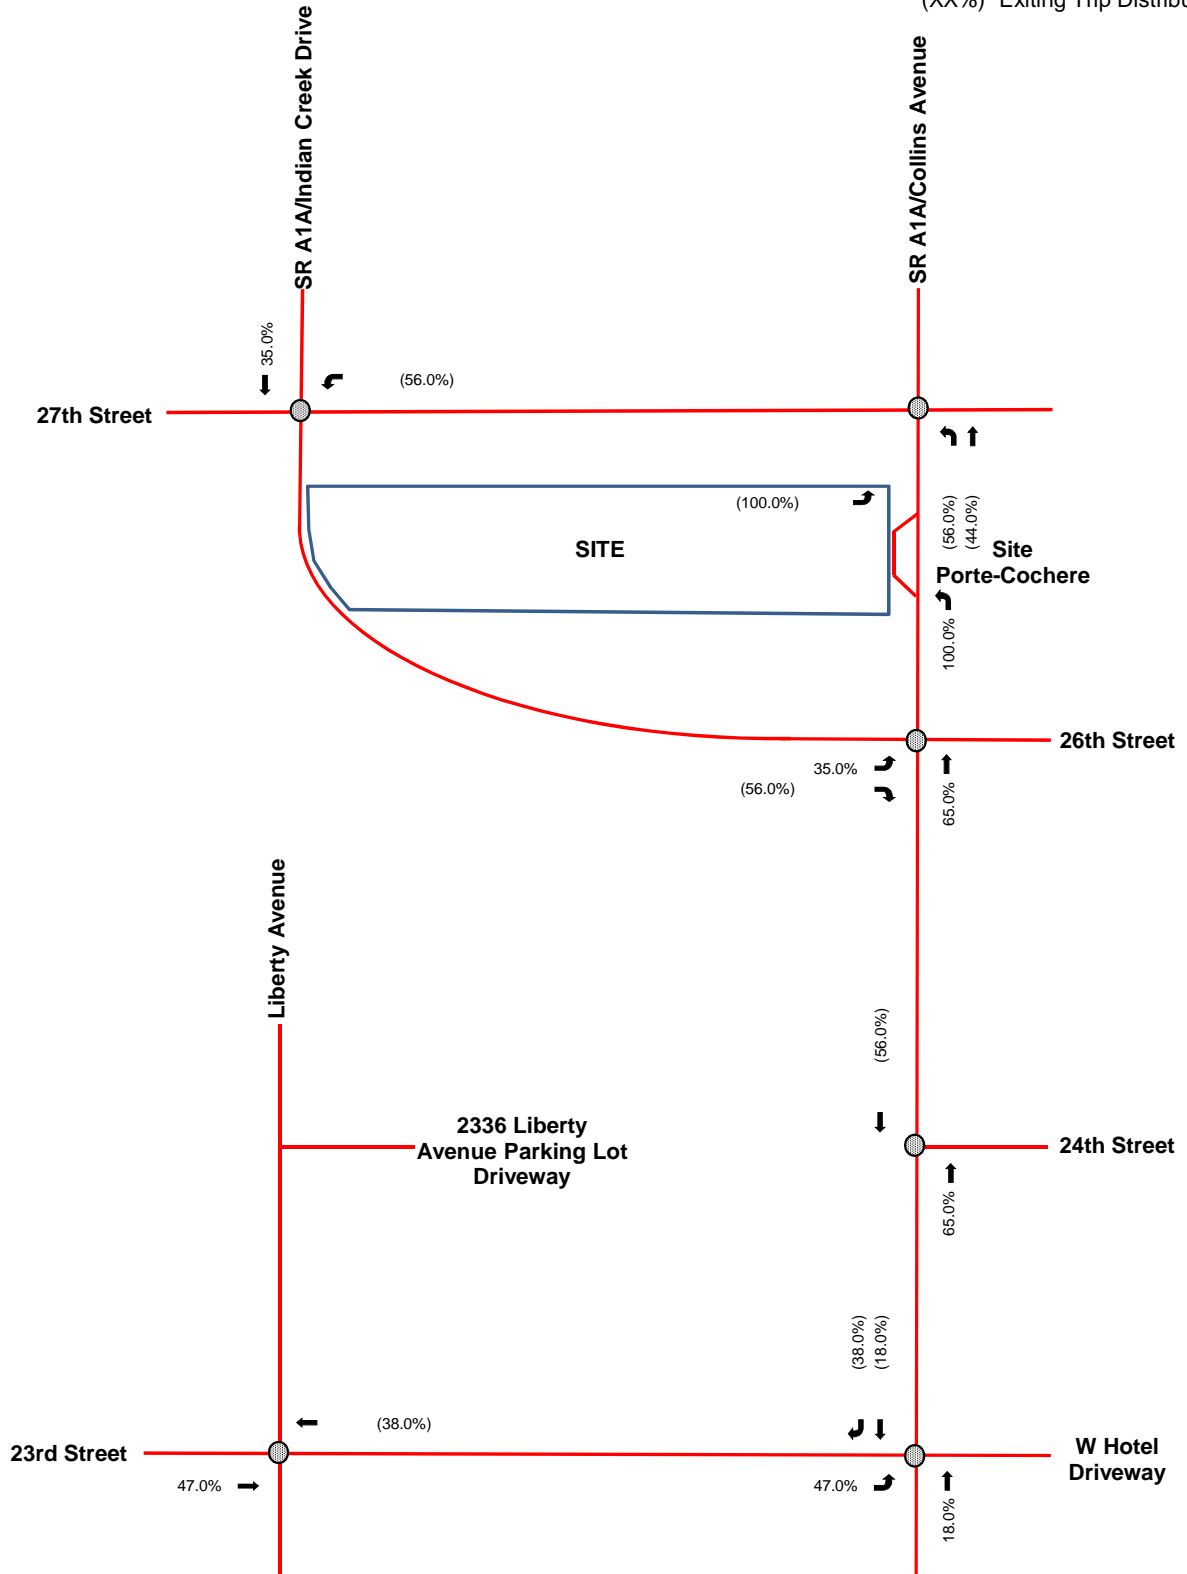 (XX%) Exiting Trip Distribu
SR A1A/Indian Creek Drive
SR A1A/Collins Avenue
35.0%
(56.0%)
27th Street
(100.0%)
SITE
(56.0%)
(44.0%)
Site
Porte-Cochere
100.0%
26th Street
35.0%
(56.0%)
65.0%
Liberty Avenue
(56.0%)
2336 Liberty
Avenue Parking Lot
Driveway
24th Street
65.0%
(38.0%)
(18.0%)
(38.0%)
23rd Street
W Hotel
Driveway
47.0%
47.0%
18.0%